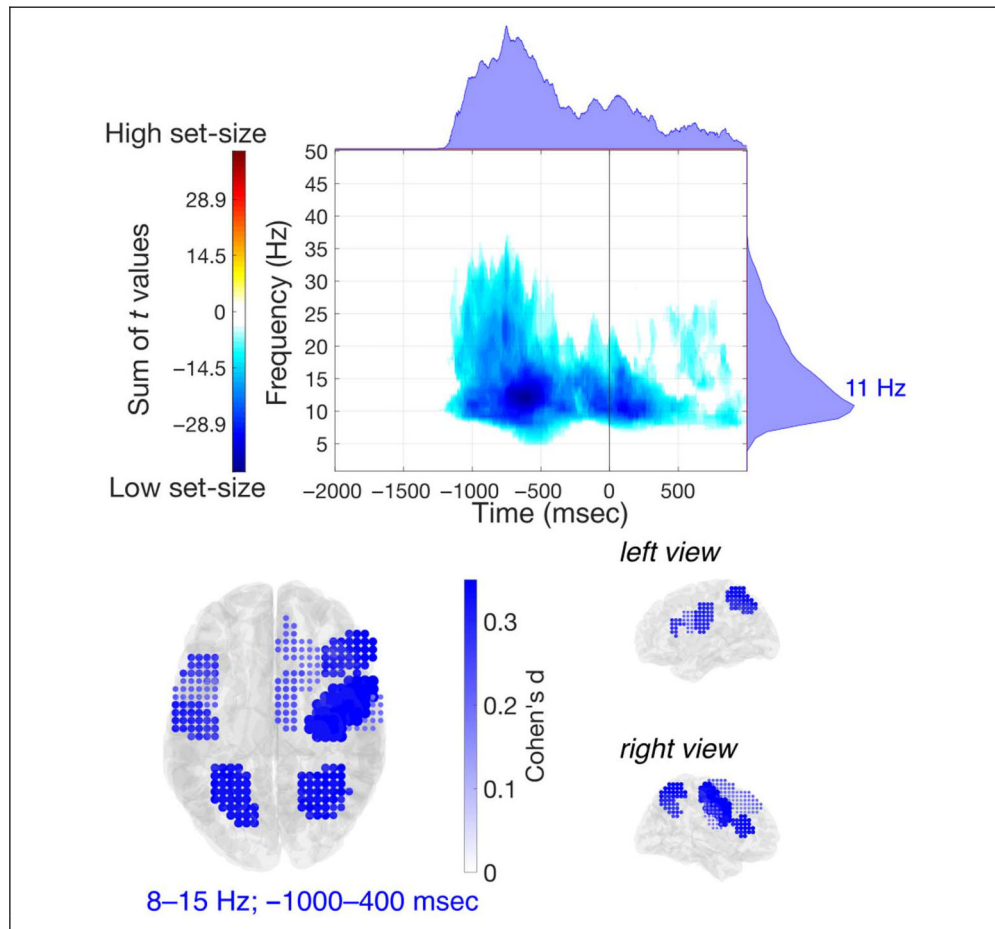 High set-size
28.9
14.5
0
−14.5
−28.9
Low set-size
Sum of t values
50
45
40
35
30
25
20
15
10
5
Frequency (Hz)
−2000 −1500 −1000 −500 0 500
Time (msec)
11 Hz
0.3
0.2
0.1
0
Cohen's d
8–15 Hz; −1000–400 msec
left view
right view